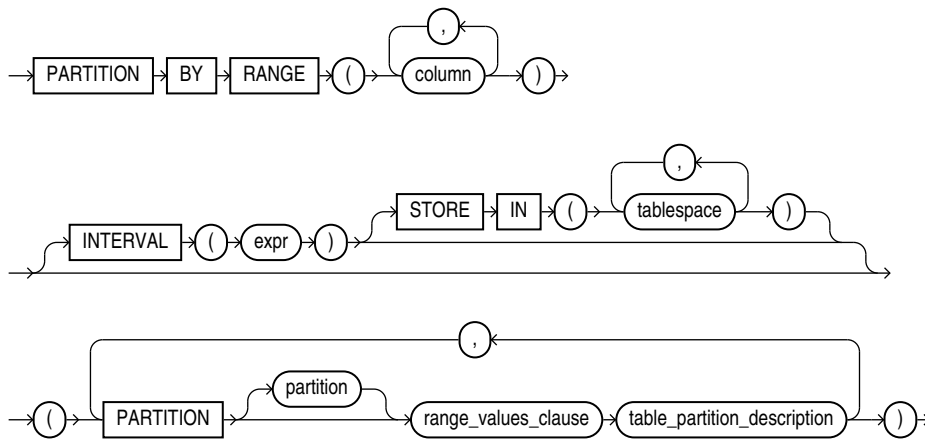 ,
PARTITION BY RANGE ( column )
,
STORE IN ( tablespace )
INTERVAL ( expr )
,
partition
( PARTITION range_values_clause table_partition_description )